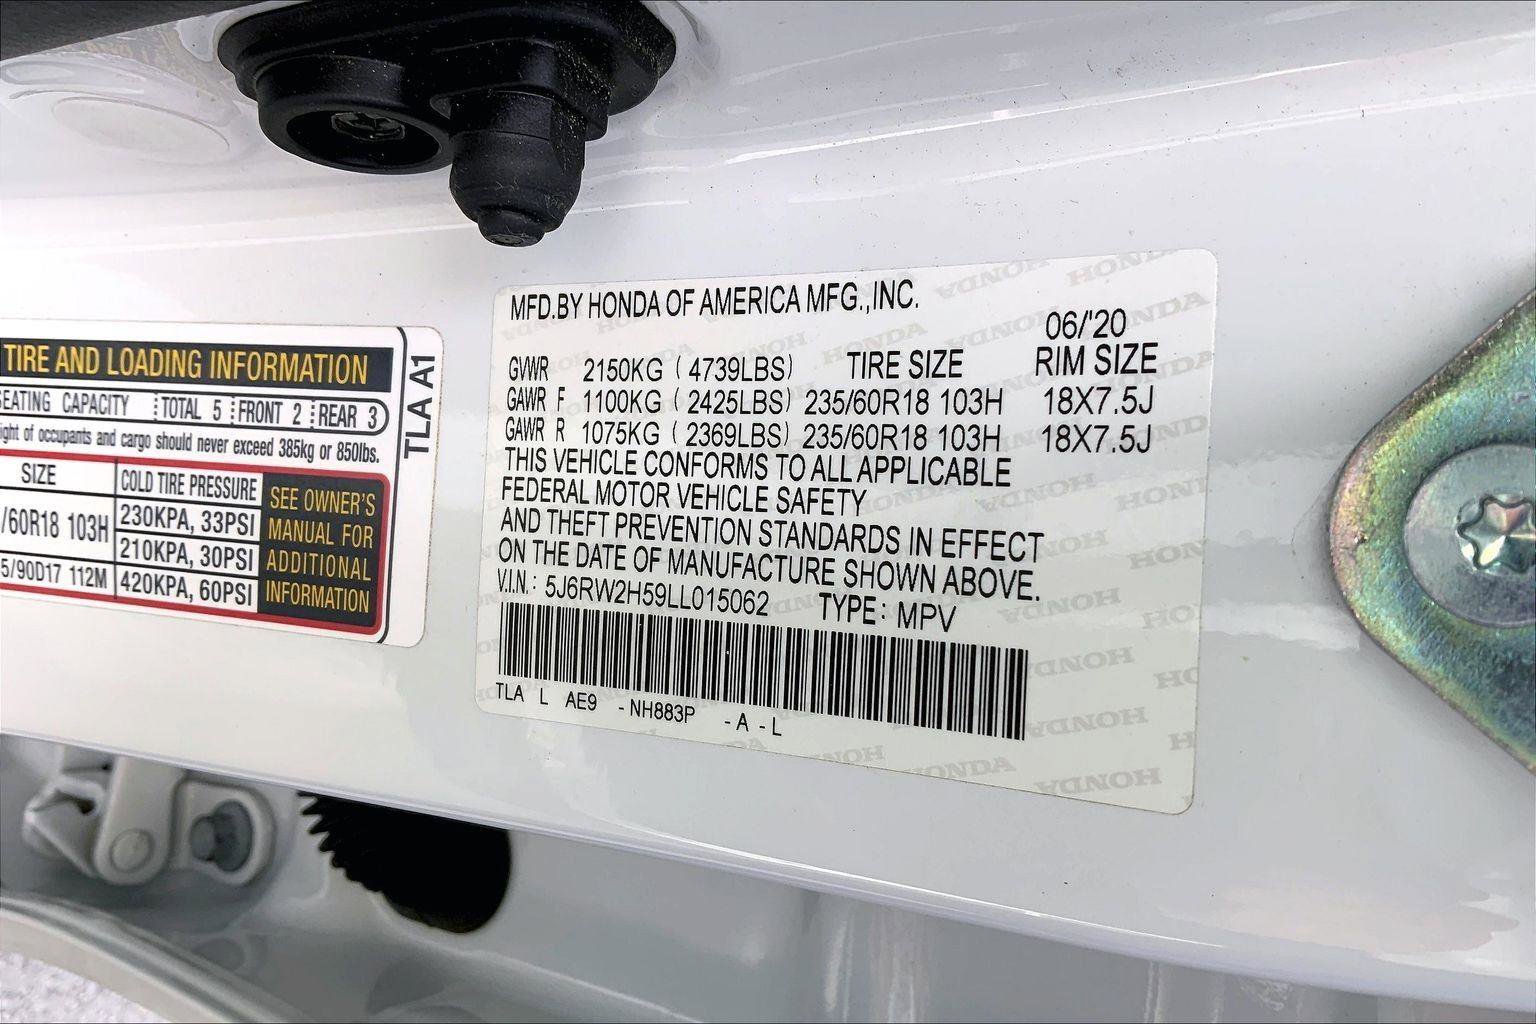 TIRE AND LOADING INFORMATION
SEATING CAPACITY TOTAL 5 FRONT 2 REAR 3
of occupants and cargo should never exceed 385kg or 850lbs.
SIZE COLD TIRE PRESSURE
/60R18 103H 230KPA, 33PSI
210KPA, 30PSI
5/90D17 112M 420KPA, 60PSI
SEE OWNER'S
MANUAL FOR
ADDITIONAL
INFORMATION
TLA A1
MFD.BY HONDA OF AMERICA MFG.,INC.
06/'20
GVWR 2150KG ( 4739LBS) TIRE SIZE RIM SIZE
GAWR F 1100KG ( 2425LBS) 235/60R18 103H 18X7.5J
GAWR R 1075KG ( 2369LBS) 235/60R18 103H 18X7.5J
THIS VEHICLE CONFORMS TO ALL APPLICABLE
FEDERAL MOTOR VEHICLE SAFETY
AND THEFT PREVENTION STANDARDS IN EFFECT
ON THE DATE OF MANUFACTURE SHOWN ABOVE.
V.I.N.: 5J6RW2H59LL015062 TYPE: MPV
TLA L AE9 -NH883P -A -L